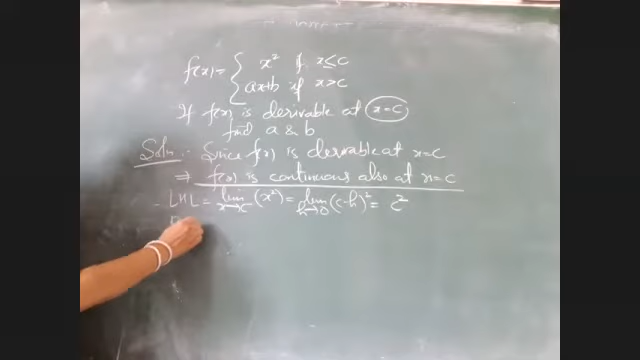 f(x) = { x² if x ≤ c
ax+b if x > c
If f(x) is derivable at x = c
find a & b
Soln :- Since f(x) is derivable at x = c
⇒ f(x) is continuous also at x = c
LHL = lim x→c⁻ (x²) = lim h→0 (c-h)² = c²